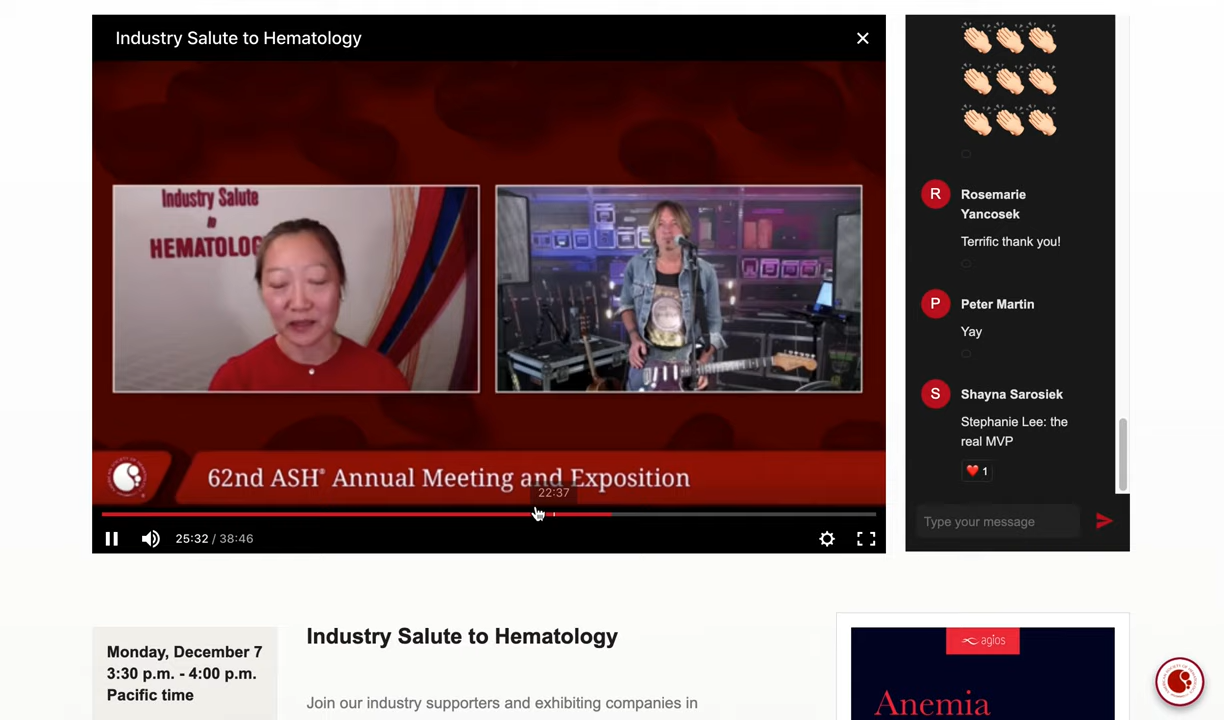 Industry Salute to Hematology
Industry Salute
to
HEMATOLOG
62nd ASH® Annual Meeting and Exposition
22:37
25:32 / 38:46
Rosemarie
Yancosek
R
Terrific thank you!
P
Peter Martin
Yay
S
Shayna Sarosiek
Stephanie Lee: the
real MVP
1
Type your message
Monday, December 7
3:30 p.m. - 4:00 p.m.
Pacific time
Industry Salute to Hematology
Join our industry supporters and exhibiting companies in
agios
Anemia